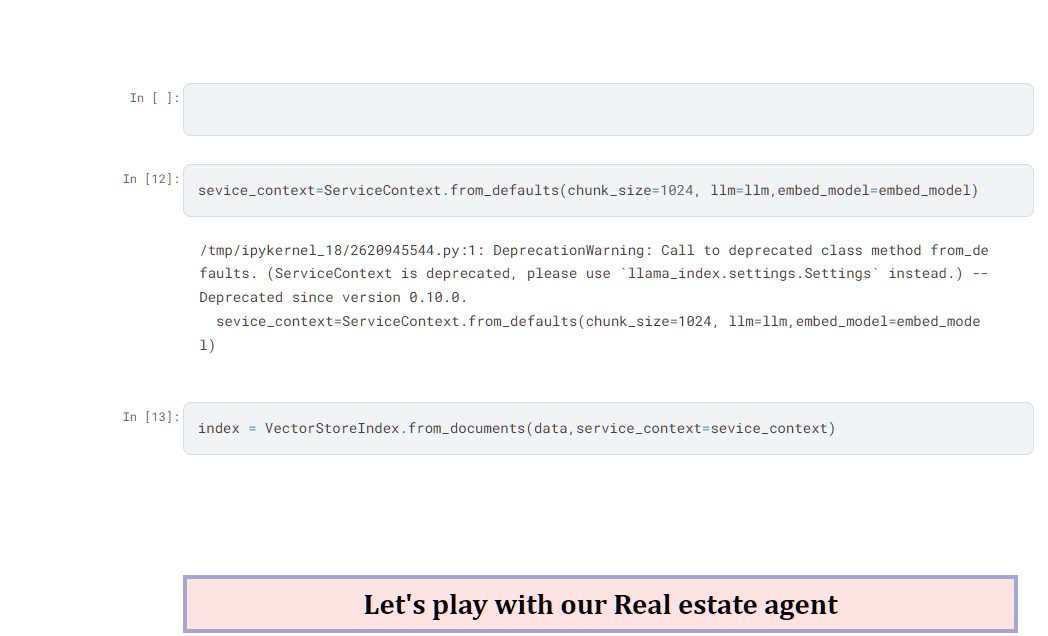 In [ ]:
In [12]:
sevice_context=ServiceContext.from_defaults(chunk_size=1024, llm=llm,embed_model=embed_model)
/tmp/ipykernel_18/2620945544.py:1: DeprecationWarning: Call to deprecated class method from_de
faults. (ServiceContext is deprecated, please use `llama_index.settings.Settings` instead.) --
Deprecated since version 0.10.0.
  sevice_context=ServiceContext.from_defaults(chunk_size=1024, llm=llm,embed_model=embed_mode
l)
In [13]:
index = VectorStoreIndex.from_documents(data,service_context=sevice_context)
Let's play with our Real estate agent